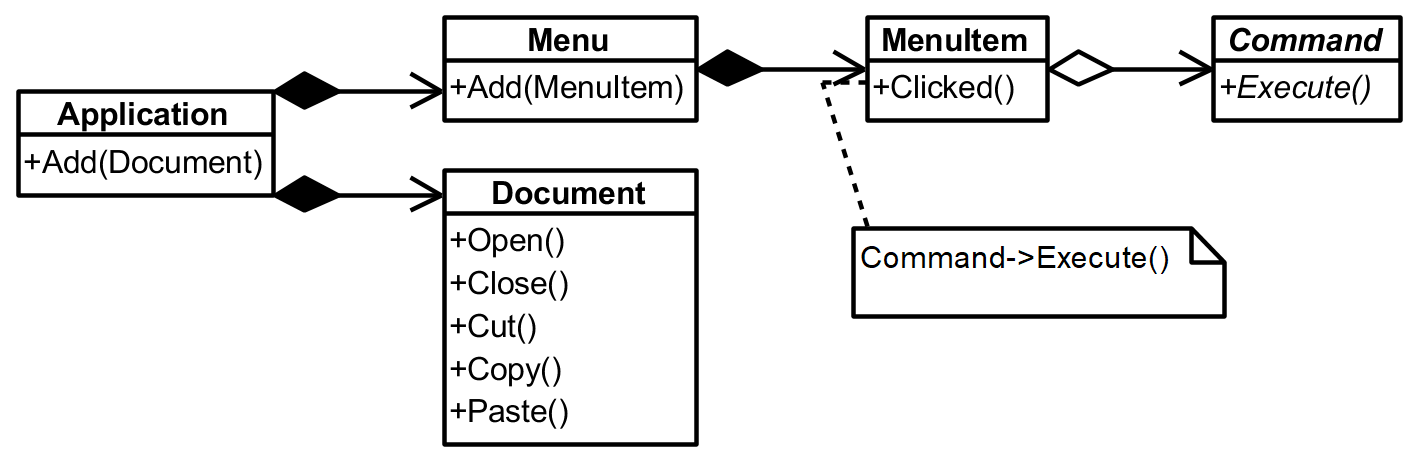 Application
+Add(Document)
Menu
+Add(MenuItem)
Document
+Open()
+Close()
+Cut()
+Copy()
+Paste()
MenuItem
+Clicked()
Command->Execute()
Command
+Execute()